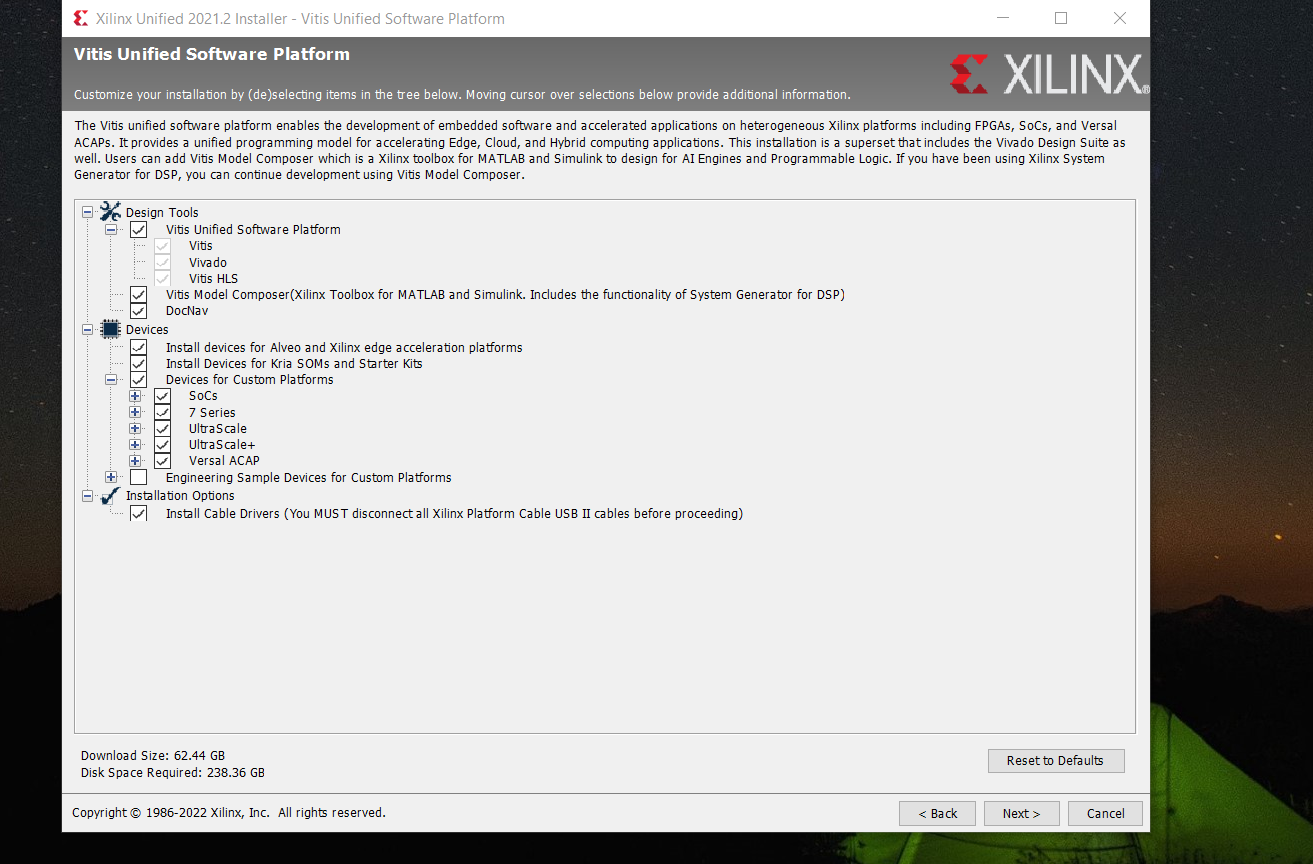 Xilinx Unified 2021.2 Installer - Vitis Unified Software Platform
Vitis Unified Software Platform
Customize your installation by (de)selecting items in the tree below. Moving cursor over selections below provide additional information.
XILINX®
The Vitis unified software platform enables the development of embedded software and accelerated applications on heterogeneous Xilinx platforms including FPGAs, SoCs, and Versal
ACAPs. It provides a unified programming model for accelerating Edge, Cloud, and Hybrid computing applications. This installation is a superset that includes the Vivado Design Suite as
well. Users can add Vitis Model Composer which is a Xilinx toolbox for MATLAB and Simulink to design for AI Engines and Programmable Logic. If you have been using Xilinx System
Generator for DSP, you can continue development using Vitis Model Composer.
Design Tools
Vitis Unified Software Platform
Vitis
Vivado
Vitis HLS
Vitis Model Composer(Xilinx Toolbox for MATLAB and Simulink. Includes the functionality of System Generator for DSP)
DocNav
Devices
Install devices for Alveo and Xilinx edge acceleration platforms
Install Devices for Kria SOMs and Starter Kits
Devices for Custom Platforms
SoCs
7 Series
UltraScale
UltraScale+
Versal ACAP
Engineering Sample Devices for Custom Platforms
Installation Options
Install Cable Drivers (You MUST disconnect all Xilinx Platform Cable USB II cables before proceeding)
Download Size: 62.44 GB
Disk Space Required: 238.36 GB
Reset to Defaults
Copyright © 1986-2022 Xilinx, Inc. All rights reserved.
< Back
Next >
Cancel